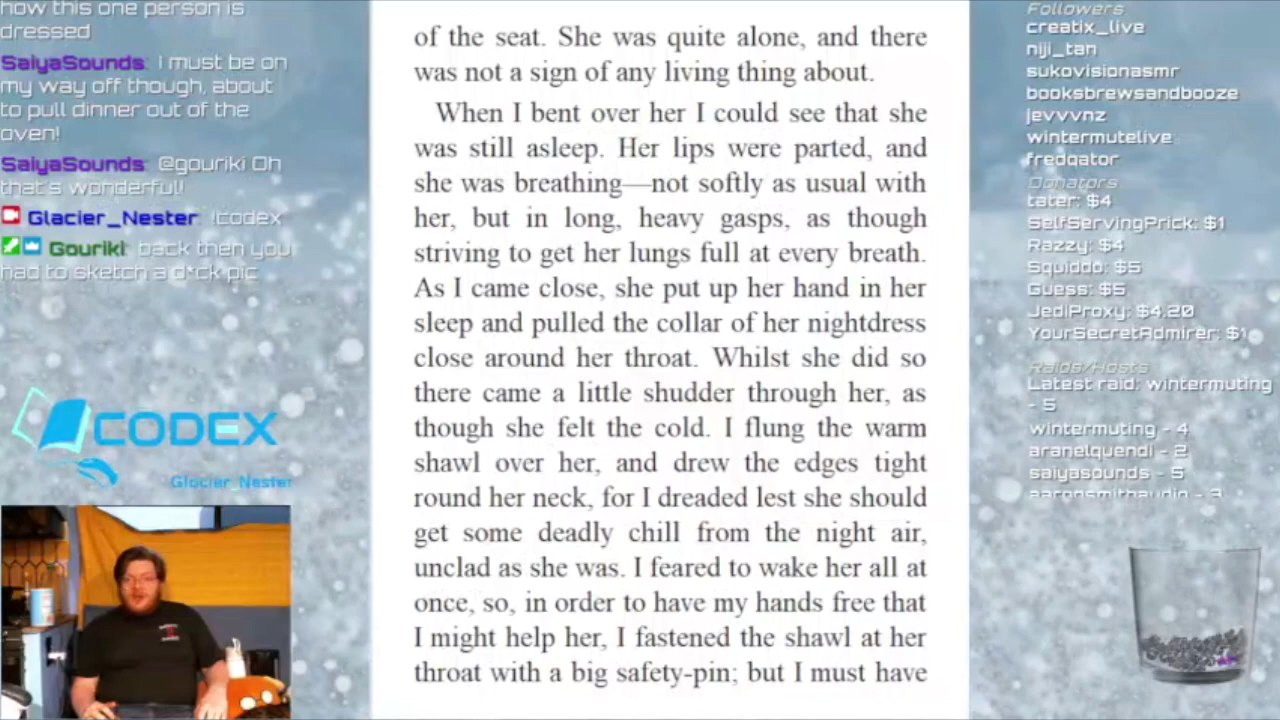 how this one person is
dressed
SaiyaSounds: I must be on
my way off though, about
to pull dinner out of the
oven!
SaiyaSounds: @gouriki Oh
that's wonderful!
Glacier_Nester: !codex
Gouriki: back then you
had to sketch a d*ck pic
CODEX
Glacier_Nester
of the seat. She was quite alone, and there
was not a sign of any living thing about.
When I bent over her I could see that she
was still asleep. Her lips were parted, and
she was breathing—not softly as usual with
her, but in long, heavy gasps, as though
striving to get her lungs full at every breath.
As I came close, she put up her hand in her
sleep and pulled the collar of her nightdress
close around her throat. Whilst she did so
there came a little shudder through her, as
though she felt the cold. I flung the warm
shawl over her, and drew the edges tight
round her neck, for I dreaded lest she should
get some deadly chill from the night air,
unclad as she was. I feared to wake her all at
once, so, in order to have my hands free that
I might help her, I fastened the shawl at her
throat with a big safety-pin; but I must have
Followers
creatix_live
niji_tan
sukovisionasmr
booksbrewsandbooze
jevvvnz
wintermutelive
fredgator
Donators
tater: $4
SelfServingPrick: $1
Razzy: $4
Squiddo: $5
Guess: $5
JediProxy: $4.20
YourSecretAdmirer: $1
Raids/Hosts
Latest raid: wintermuting
- 5
wintermuting - 4
aranelquendi - 2
saiyasounds - 5
aaronsmithaudio - 3